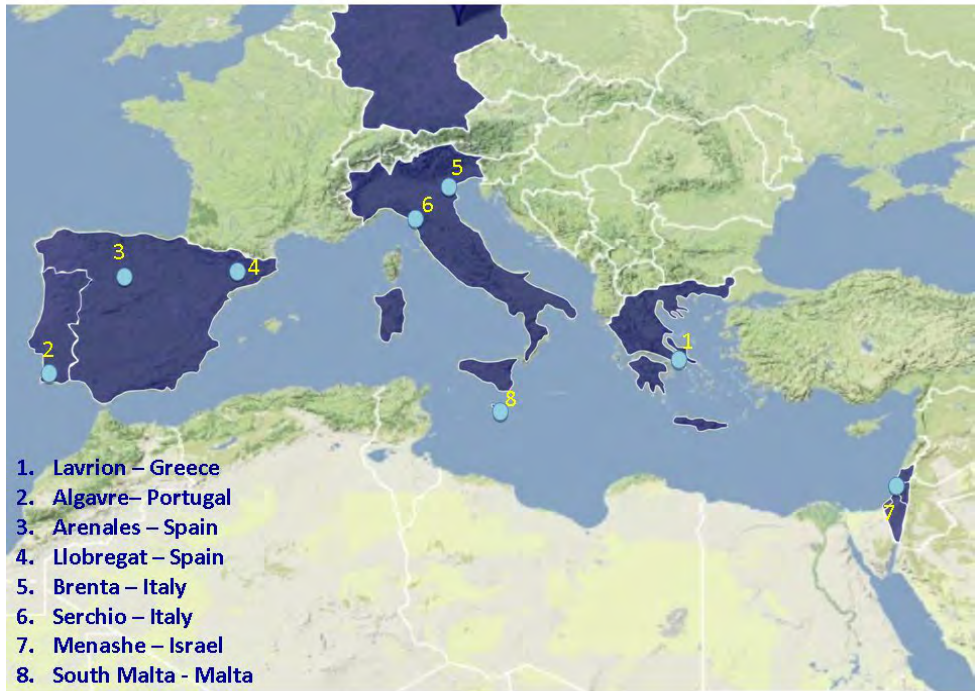 5
6
3
4
2
1
8
7
1. Lavrion – Greece
2. Algavre– Portugal
3. Arenales – Spain
4. Llobregat – Spain
5. Brenta – Italy
6. Serchio – Italy
7. Menashe – Israel
8. South Malta - Malta